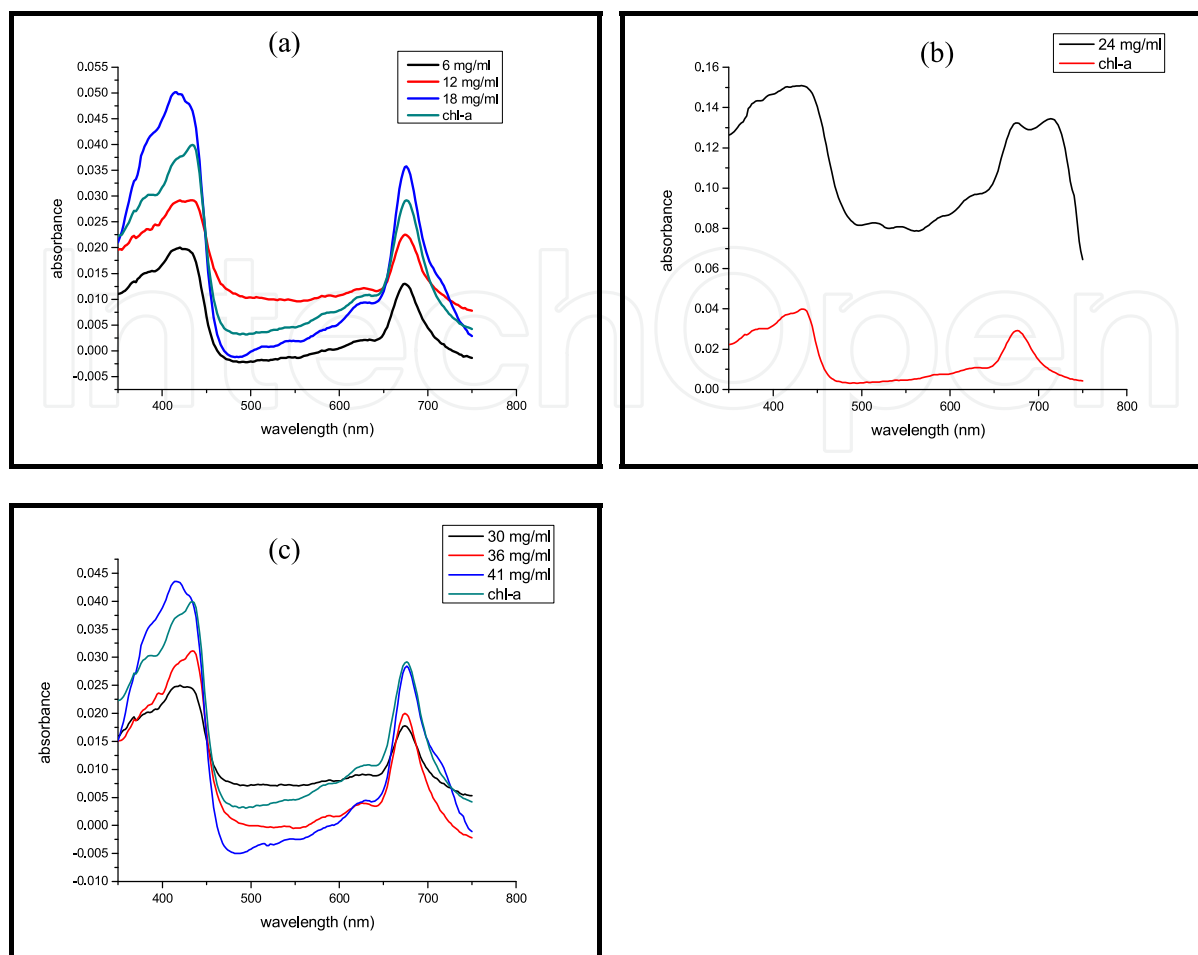 (a)
6 mg/ml
12 mg/ml
18 mg/ml
chl-a
0.055
0.050
0.045
0.040
0.035
0.030
0.025
0.020
0.015
0.010
0.005
0.000
-0.005
absorbance
400 500 600 700 800
wavelength (nm)
(b)
24 mg/ml
chl-a
0.16
0.14
0.12
0.10
0.08
0.06
0.04
0.02
0.00
absorbance
400 500 600 700 800
wavelength (nm)
(c)
30 mg/ml
36 mg/ml
41 mg/ml
chl-a
0.045
0.040
0.035
0.030
0.025
0.020
0.015
0.010
0.005
0.000
-0.005
-0.010
absorbance
400 500 600 700 800
wavelength (nm)
IntechOpen